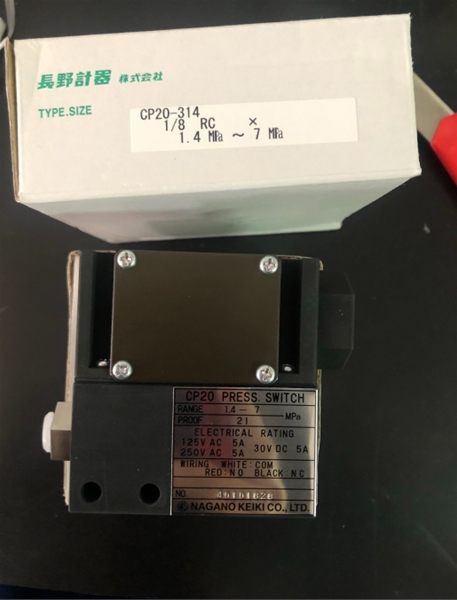 長野計器 株式会社
TYPE.SIZE
CP20-314
1/8 RC ×
1.4 MPa ～ 7 MPa
CP20 PRESS. SWITCH
RANGE 1.4 - 7 MPa
PROOF 21
ELECTRICAL RATING
125V AC 5A 30V DC 5A
250V AC 5A
WIRING WHITE:COM
RED:NO BLACK:NC
NO.
NAGANO KEIKI CO., LTD.